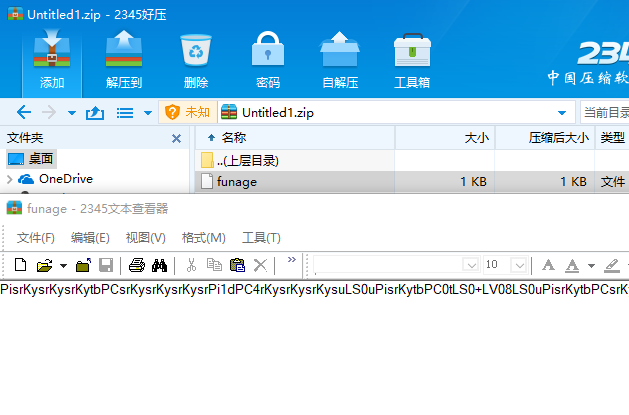 Untitled1.zip - 2345好压
添加 解压到 删除 密码 自解压 工具箱
234
中国压缩软
未知 Untitled1.zip 当前目录
文件夹 名称 大小 压缩后大小 类型
桌面 ..(上层目录)
OneDrive funage 1 KB 1 KB 文件
funage - 2345文本查看器
文件(F) 编辑(E) 视图(V) 格式(M) 工具(T)
10
PisrKysrKysrKytbPCsrKysrKysrKysrPi1dPC4rKysrKysrKysuLS0uPisrKytbPC0tLS0+LV08LS0uPisrKytbPCsrK